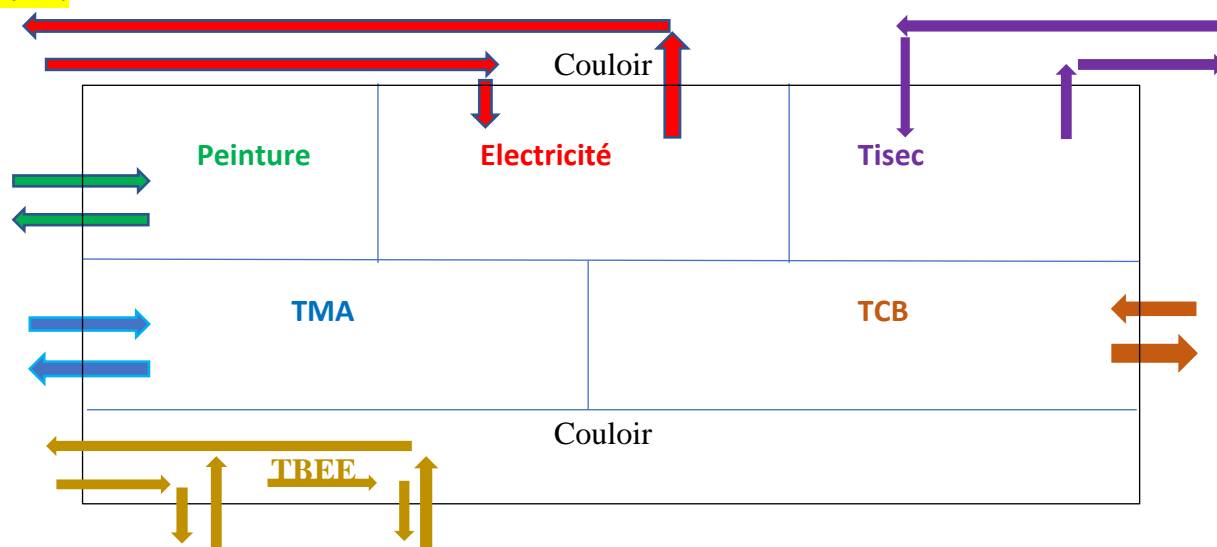 Couloir
Peinture
Electricité
Tisec
TMA
TCB
Couloir
TBEE